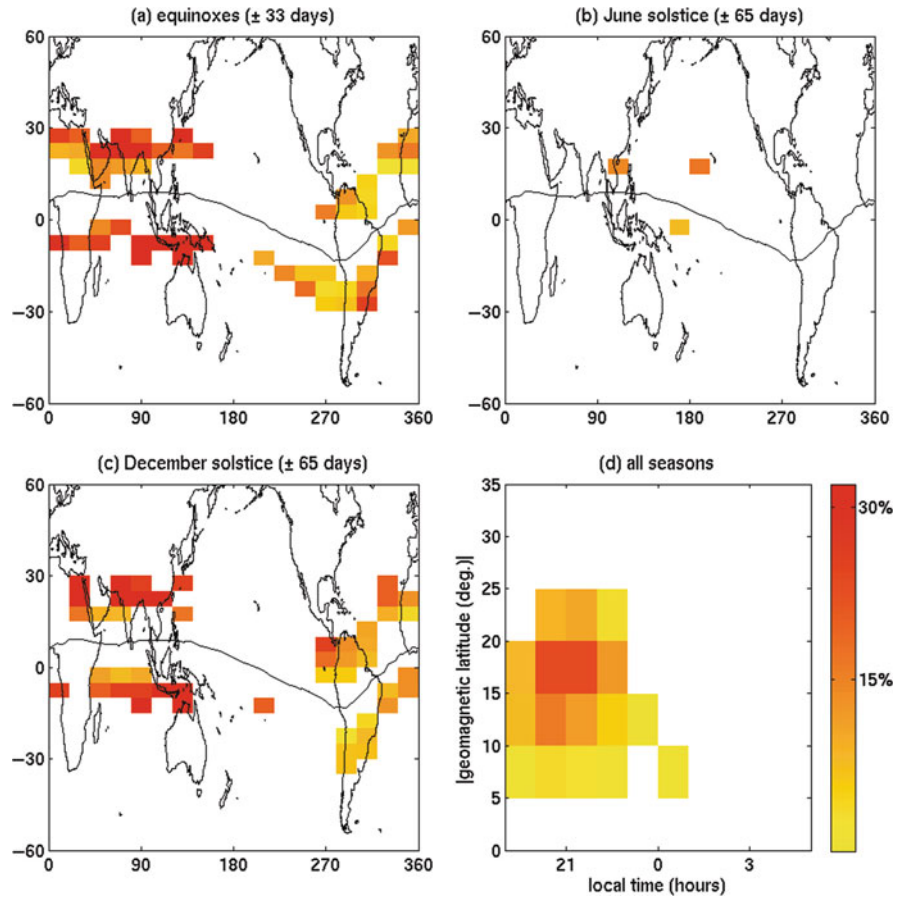 (a) equinoxes (± 33 days)
60
30
0
−30
−60
0 90 180 270 360
(b) June solstice (± 65 days)
60
30
0
−30
−60
0 90 180 270 360
(c) December solstice (± 65 days)
60
30
0
−30
−60
0 90 180 270 360
(d) all seasons
|geomagnetic latitude (deg.)|
35
30
25
20
15
10
5
0
21 0 3
local time (hours)
30%
15%